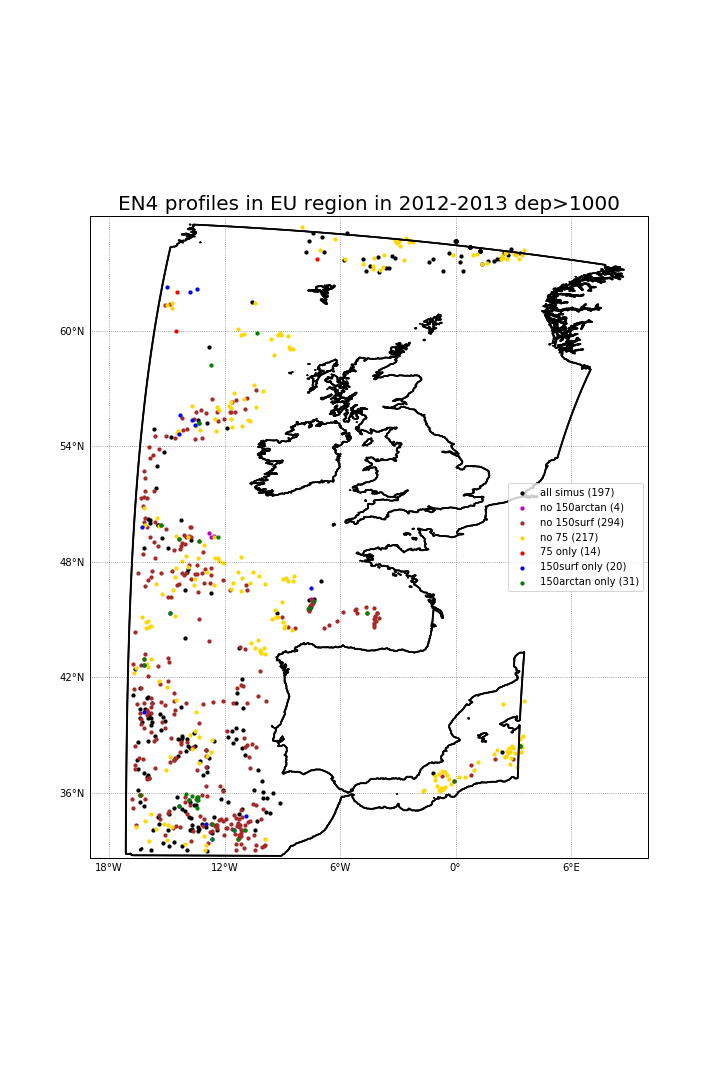 EN4 profiles in EU region in 2012-2013 dep>1000
60°N
54°N
48°N
42°N
36°N
all simus (197)
no 150arctan (4)
no 150surf (294)
no 75 (217)
75 only (14)
150surf only (20)
150arctan only (31)
18°W
12°W
6°W
0°
6°E